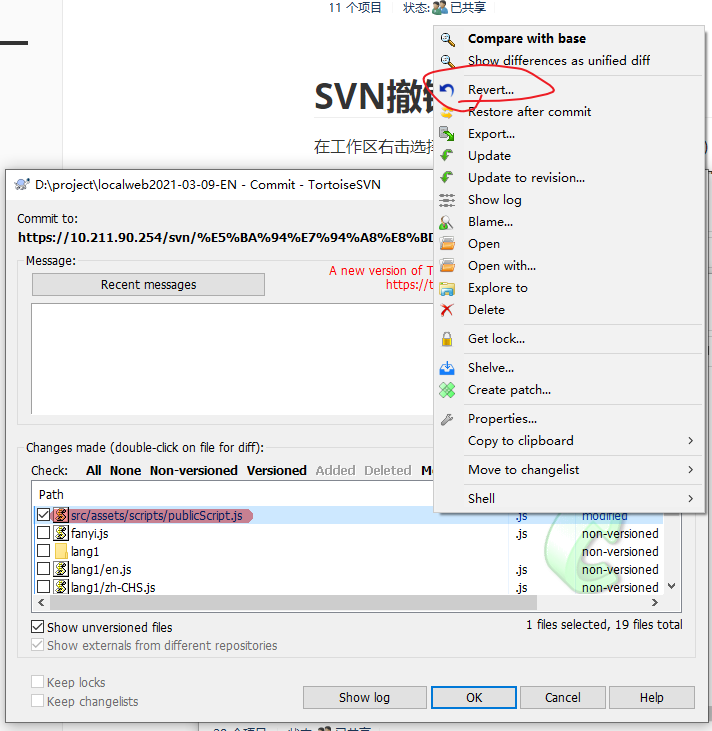 11 个项目 状态: 已共享
SVN撤
在工作区右击选择
Compare with base
Show differences as unified diff
Revert...
Restore after commit
Export...
Update
Update to revision...
Show log
Blame...
Open
Open with...
Explore to
Delete
Get lock...
Shelve...
Create patch...
Properties...
Copy to clipboard
Move to changelist
Shell
D:\project\localweb2021-03-09-EN - Commit - TortoiseSVN
Commit to:
https://10.211.90.254/svn/%E5%BA%94%E7%94%A8%E8%BD
Message:
Recent messages
A new version of T
https://t
Changes made (double-click on file for diff):
Check: All None Non-versioned Versioned Added Deleted
Path
src/assets/scripts/publicScript.js .js modified
fanyi.js .js non-versioned
lang1 non-versioned
lang1/en.js .js non-versioned
lang1/zh-CHS.js .js non-versioned
Show unversioned files
1 files selected, 19 files total
Show externals from different repositories
Keep locks
Keep changelists
Show log OK Cancel Help